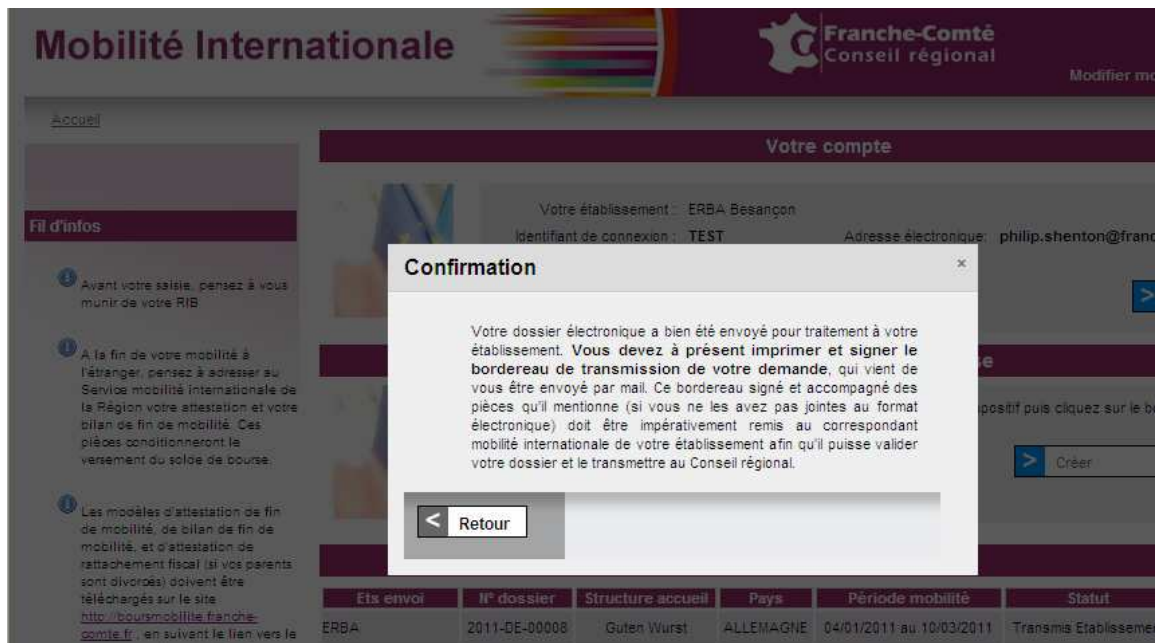 Mobilité Internationale
Franche-Comté
Conseil régional
Modifier mo
Accueil
Votre compte
Votre établissement : ERBA Besançon
Identifiant de connexion : TEST
Adresse électronique: philip.shenton@franc
Fil d'infos
Avant votre saisie, pensez à vous
munir de votre RIB
A la fin de votre mobilité à
l'étranger, pensez à adresser au
Service mobilité internationale de
la Région votre attestation et votre
bilan de fin de mobilité. Ces
pièces conditionneront le
versement du solde de bourse.
Les modèles d'attestation de fin
de mobilité, de bilan de fin de
mobilité, et d'attestation de
rattachement fiscal (si vos parents
sont divorcés) doivent être
téléchargés sur le site
http://boursmobilite.franche-
comte.fr , en suivant le lien vers le
Confirmation
×
Votre dossier électronique a bien été envoyé pour traitement à votre
établissement. Vous devez à présent imprimer et signer le
bordereau de transmission de votre demande, qui vient de
vous être envoyé par mail. Ce bordereau signé et accompagné des
pièces qu'il mentionne (si vous ne les avez pas jointes au format
électronique) doit être impérativement remis au correspondant
mobilité internationale de votre établissement afin qu'il puisse valider
votre dossier et le transmettre au Conseil régional.
< Retour
>
se
positif puis cliquez sur le b
> Créer
Ets envoi N° dossier Structure accueil Pays Période mobilité Statut
ERBA 2011-DE-00008 Guten Wurst ALLEMAGNE 04/01/2011 au 10/03/2011 Transmis Etablisseme